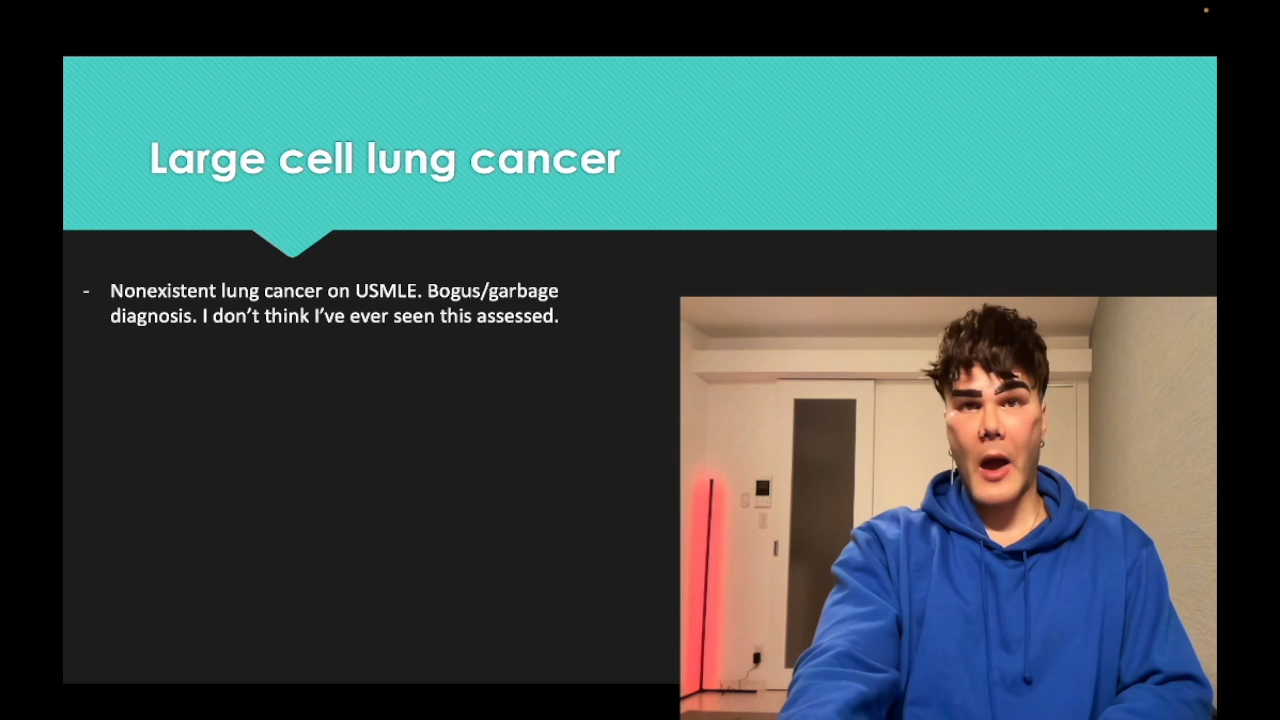 Large cell lung cancer
- Nonexistent lung cancer on USMLE. Bogus/garbage
diagnosis. I don’t think I’ve ever seen this assessed.